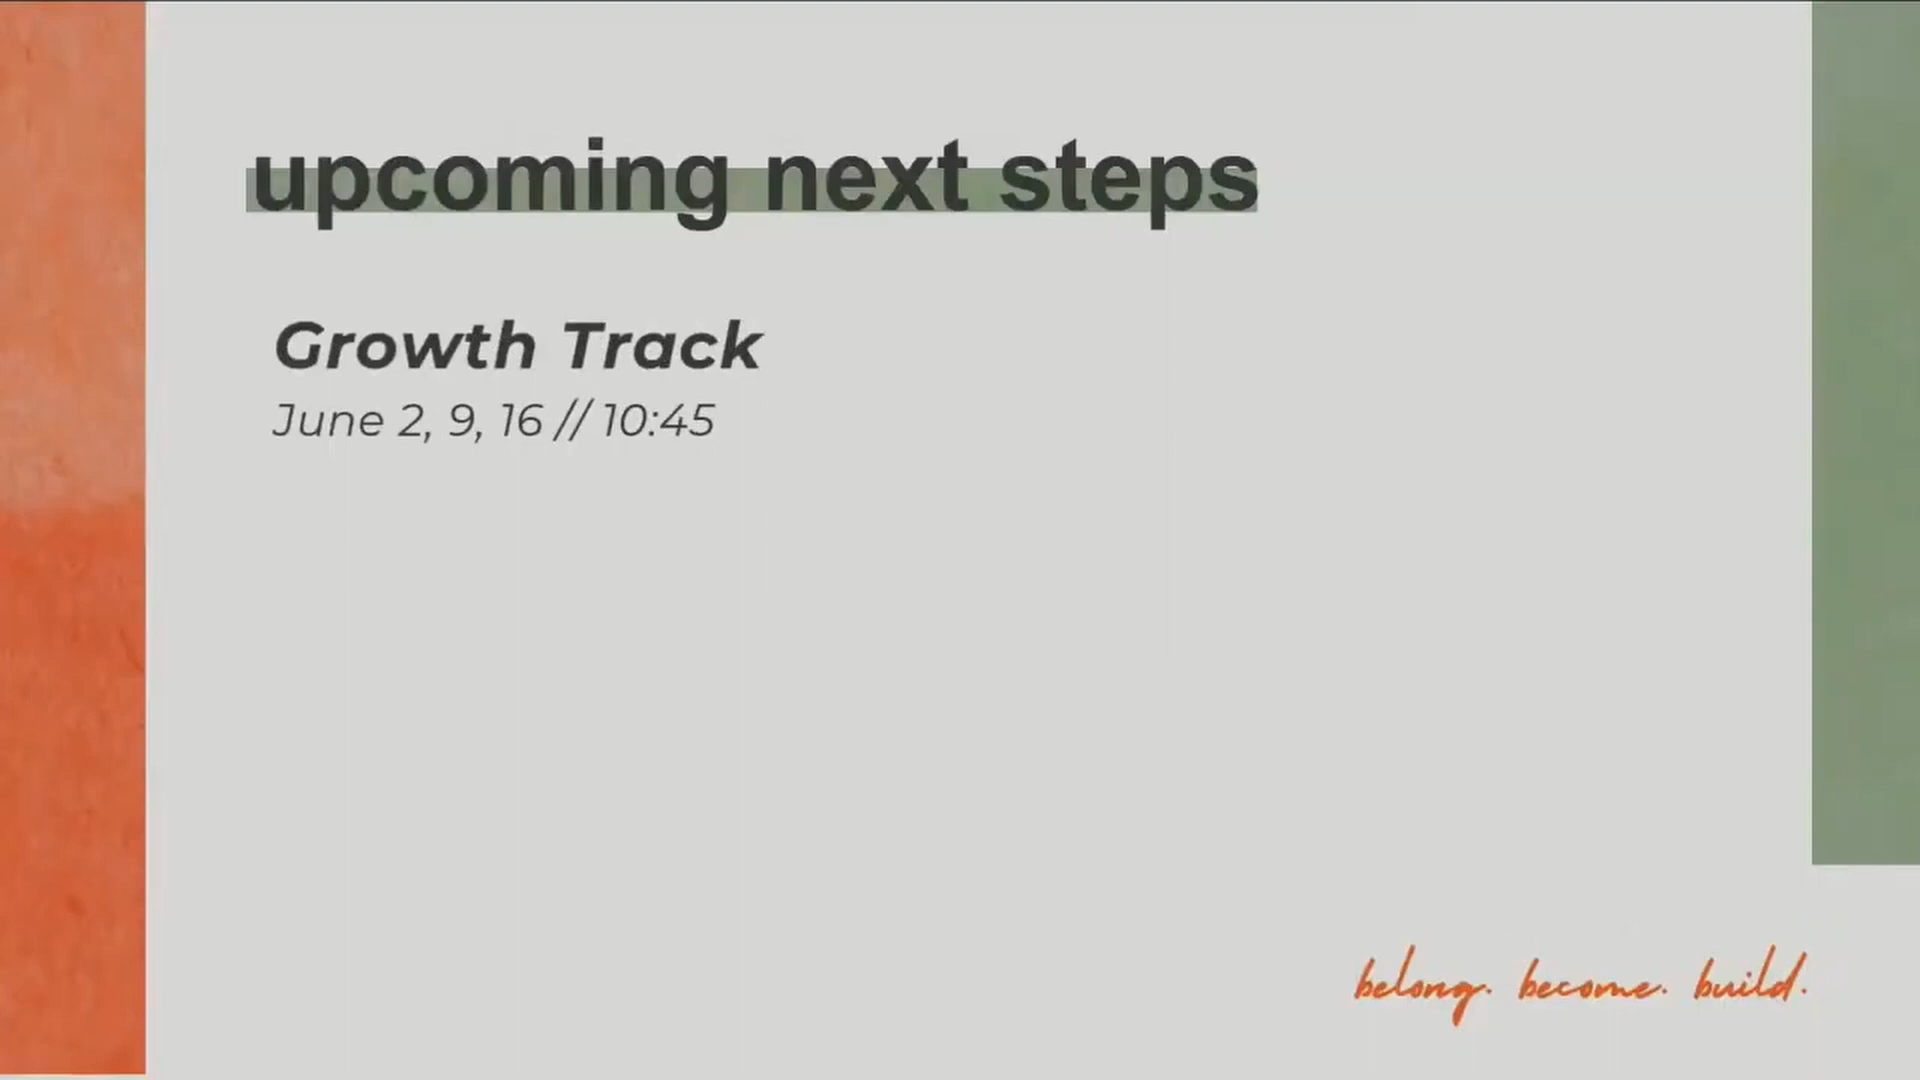 upcoming next steps
Growth Track
June 2, 9, 16 // 10:45
belong. become. build.